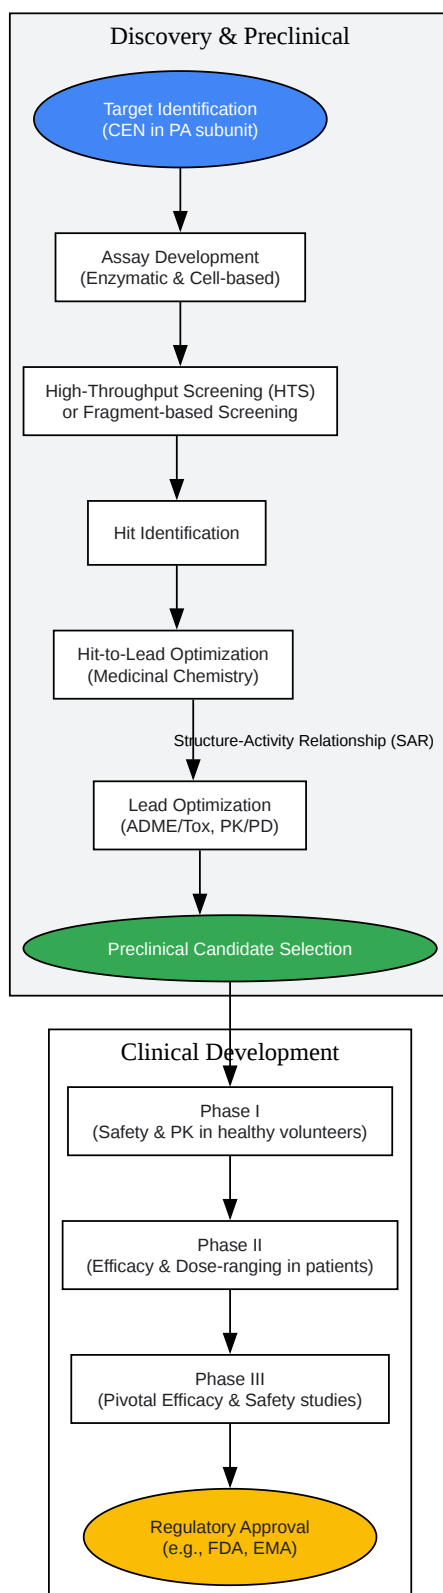 Discovery & Preclinical
Target Identification
(CEN in PA subunit)
Assay Development
(Enzymatic & Cell-based)
High-Throughput Screening (HTS)
or Fragment-based Screening
Hit Identification
Hit-to-Lead Optimization
(Medicinal Chemistry)
Structure-Activity Relationship (SAR)
Lead Optimization
(ADME/Tox, PK/PD)
Preclinical Candidate Selection
Clinical Development
Phase I
(Safety & PK in healthy volunteers)
Phase II
(Efficacy & Dose-ranging in patients)
Phase III
(Pivotal Efficacy & Safety studies)
Regulatory Approval
(e.g., FDA, EMA)